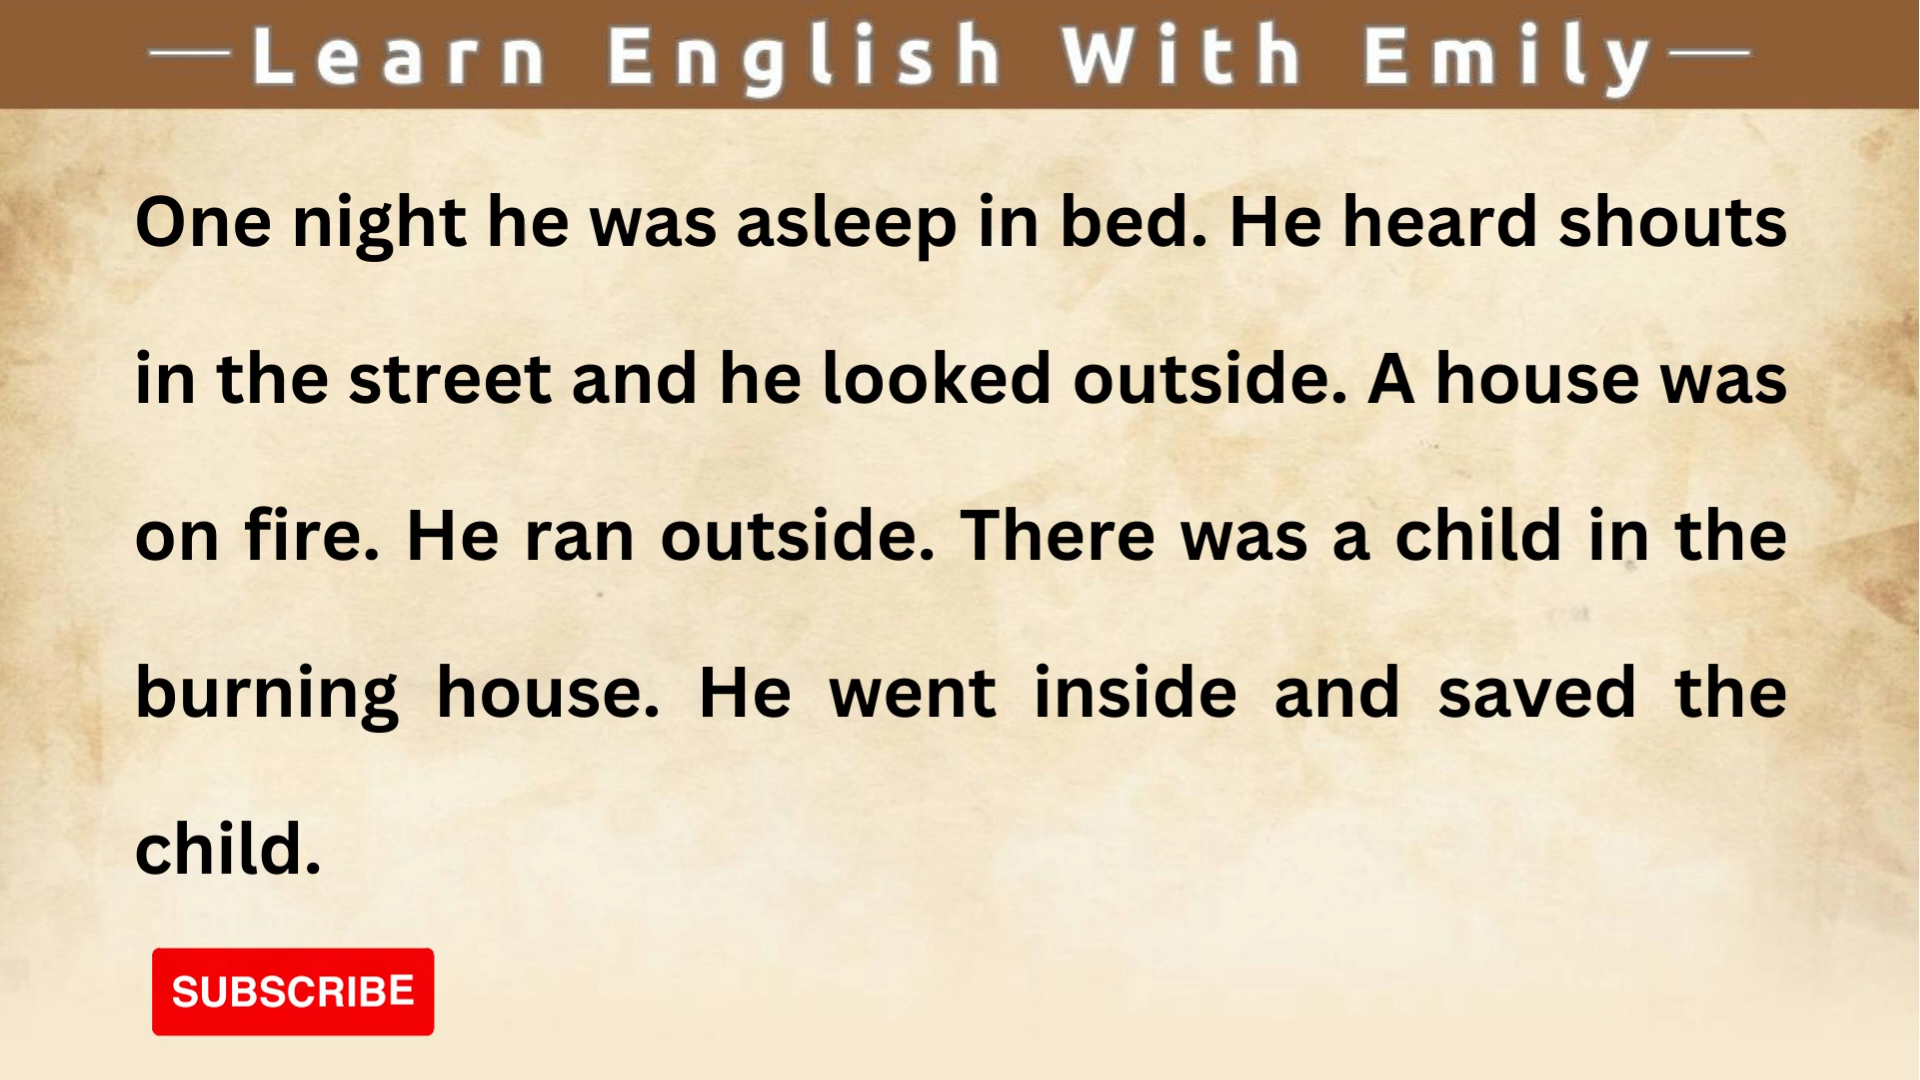 Learn English With Emily
One night he was asleep in bed. He heard shouts
in the street and he looked outside. A house was
on fire. He ran outside. There was a child in the
burning house. He went inside and saved the
child.
SUBSCRIBE